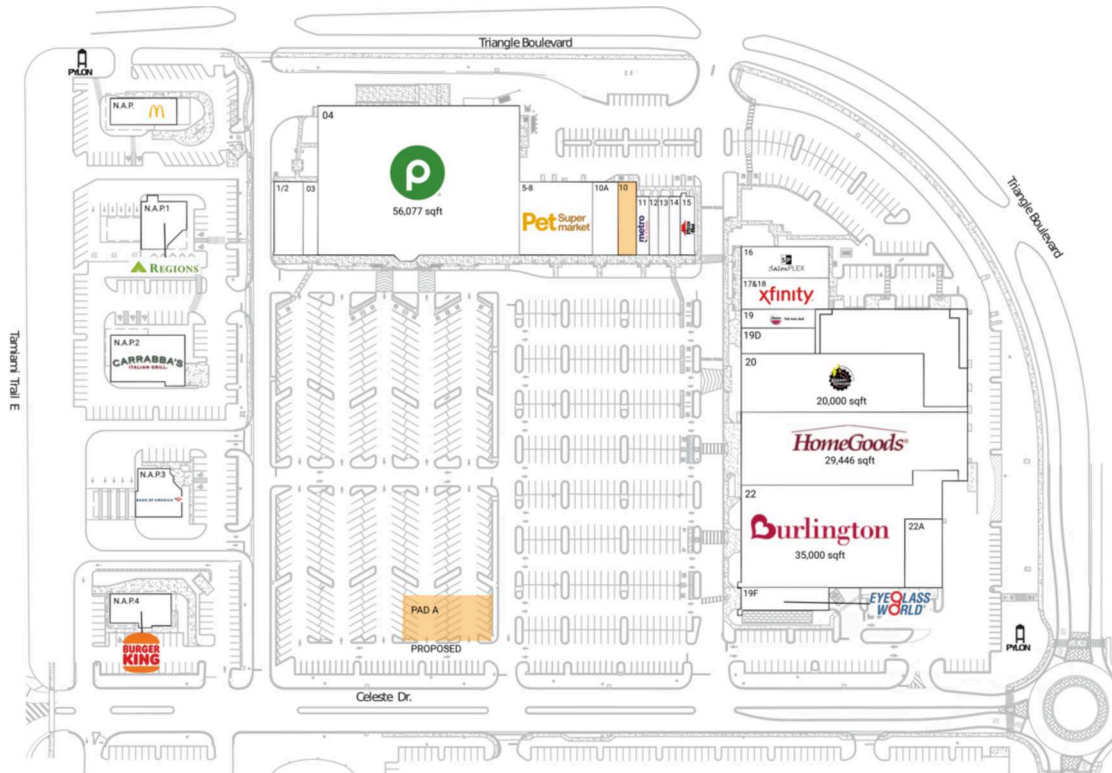 Triangle Boulevard
PYLON
N.A.P.
04
56,077 sqft
1/2
03
5-8
Pet Super
market
10A
10
11
metro
12
13
14
15
N.A.P.1
REGIONS
Triangle Boulevard
16
SalonPLEX
17&18
xfinity
19
19D
N.A.P.2
CARRABBA'S
ITALIAN GRILL
Tamiami Trail E
20
20,000 sqft
HomeGoods
29,446 sqft
N.A.P.3
BANK OF AMERICA
22
Burlington
35,000 sqft
22A
19F
EYEGLASS
WORLD
N.A.P.4
BURGER
KING
PAD A
PROPOSED
PYLON
Celeste Dr.